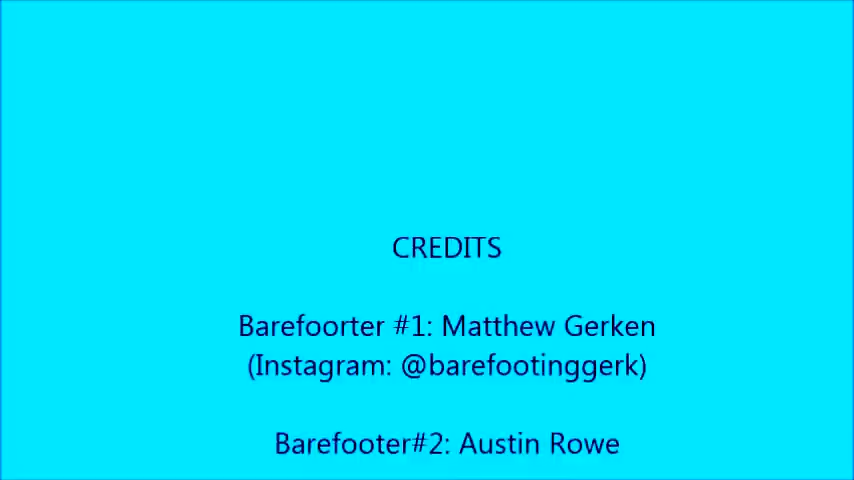 CREDITS
Barefoorter #1: Matthew Gerken
(Instagram: @barefootinggerk)
Barefooter#2: Austin Rowe